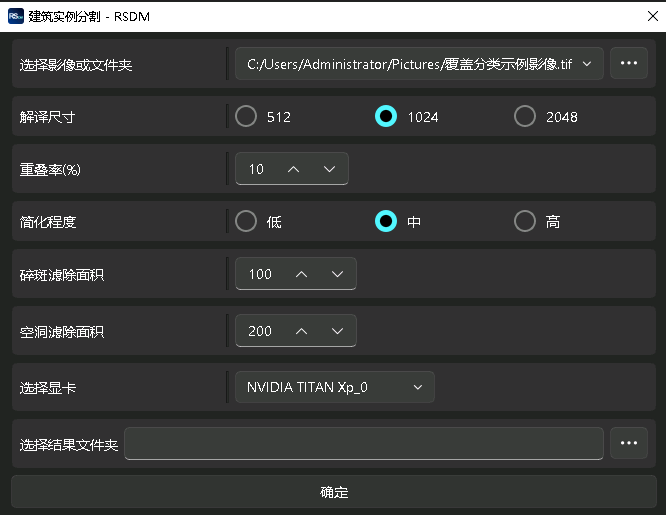 建筑实例分割 - RSDM
选择影像或文件夹 C:/Users/Administrator/Pictures/覆盖分类示例影像.tif
解译尺寸 512 1024 2048
重叠率(%) 10
简化程度 低 中 高
碎斑滤除面积 100
空洞滤除面积 200
选择显卡 NVIDIA TITAN Xp_0
选择结果文件夹
确定